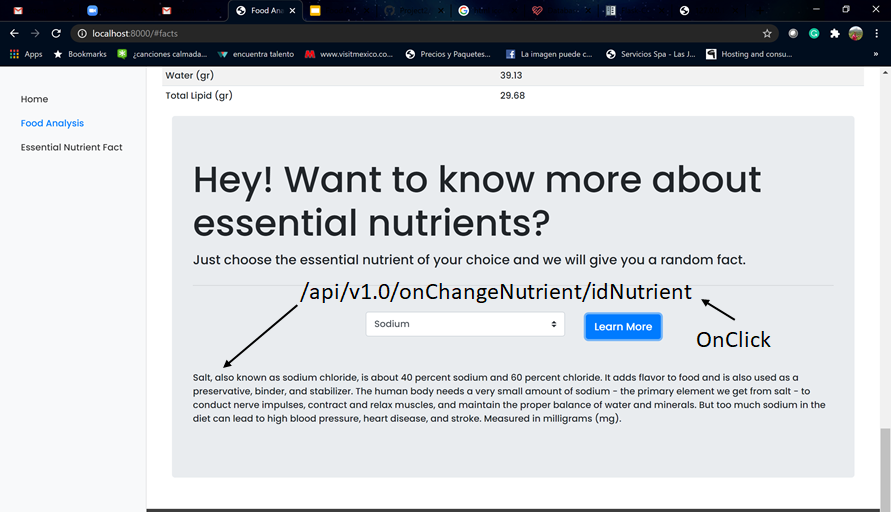 Food Ana
localhost:8000/#facts
Apps
Bookmarks
¿canciones calmada...
encuentra talento
www.visitmexico.co...
Precios y Paquetes...
La imagen puede c...
Servicios Spa - Las J...
Hosting and consu...
Water (gr) 39.13
Total Lipid (gr) 29.68
Home
Food Analysis
Essential Nutrient Fact
Hey! Want to know more about
essential nutrients?
Just choose the essential nutrient of your choice and we will give you a random fact.
/api/v1.0/onChangeNutrient/idNutrient
Sodium
Learn More
OnClick
Salt, also known as sodium chloride, is about 40 percent sodium and 60 percent chloride. It adds flavor to food and is also used as a
preservative, binder, and stabilizer. The human body needs a very small amount of sodium - the primary element we get from salt - to
conduct nerve impulses, contract and relax muscles, and maintain the proper balance of water and minerals. But too much sodium in the
diet can lead to high blood pressure, heart disease, and stroke. Measured in milligrams (mg).